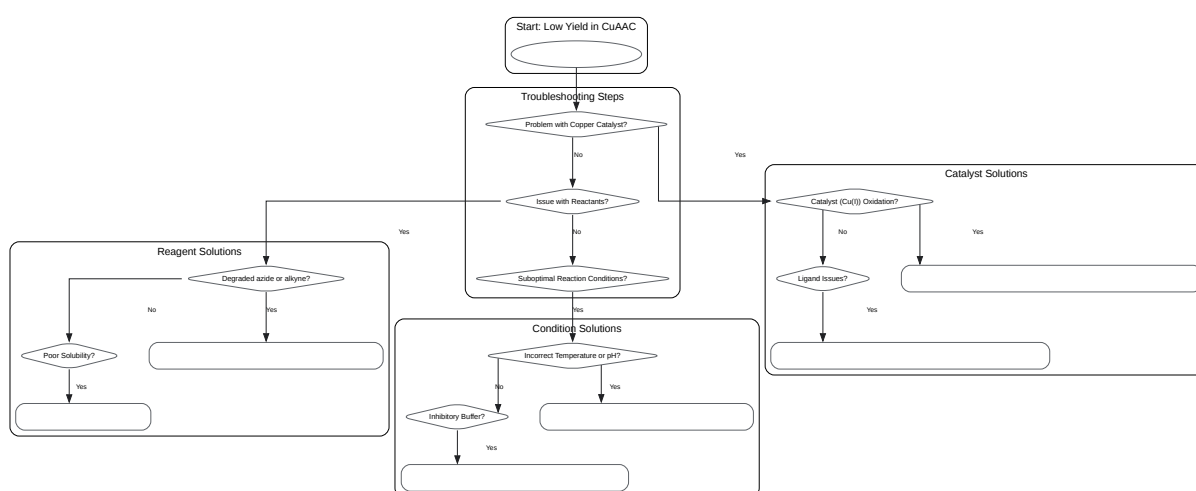 Start: Low Yield in CuAAC
Troubleshooting Steps
Problem with Copper Catalyst?
No
Yes
Catalyst Solutions
Issue with Reactants?
Catalyst (Cu(I)) Oxidation?
Yes
No
No
Yes
Reagent Solutions
Degraded azide or alkyne?
Suboptimal Reaction Conditions?
Ligand Issues?
No
Yes
Yes
Yes
Condition Solutions
Poor Solubility?
Incorrect Temperature or pH?
Yes
No
Yes
Inhibitory Buffer?
Yes